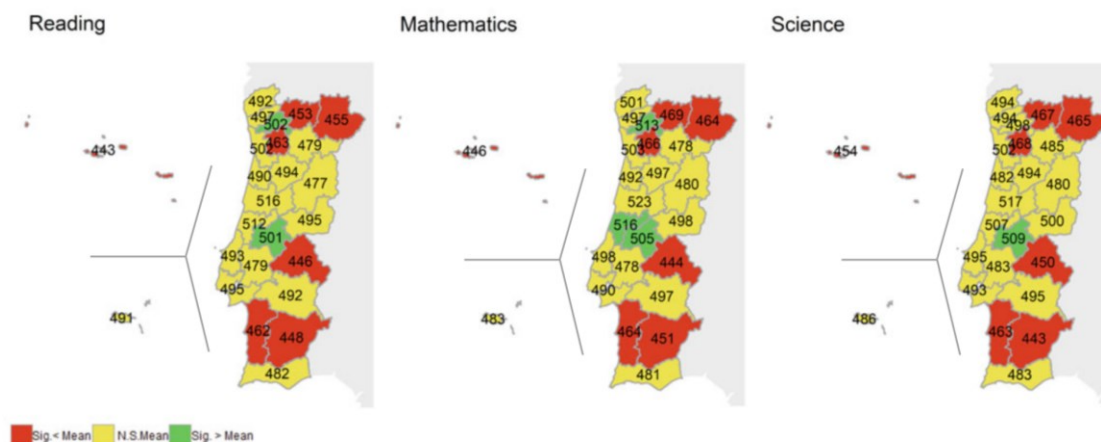 Reading Mathematics Science
492 501 494
497 453 455 497 469 464 494 467 465
502 513 498
443 502 463 479 446 503 466 478 454 502 468 485
490 494 477 492 497 480 482 494 480
516 523 517
512 495 516 498 507 500
501 505 509
493 479 446 498 478 444 495 483 450
495 492 490 497 493 495
491 462 448 483 464 451 486 463 443
482 481 483
Sig.< Mean N.S.Mean Sig. > Mean